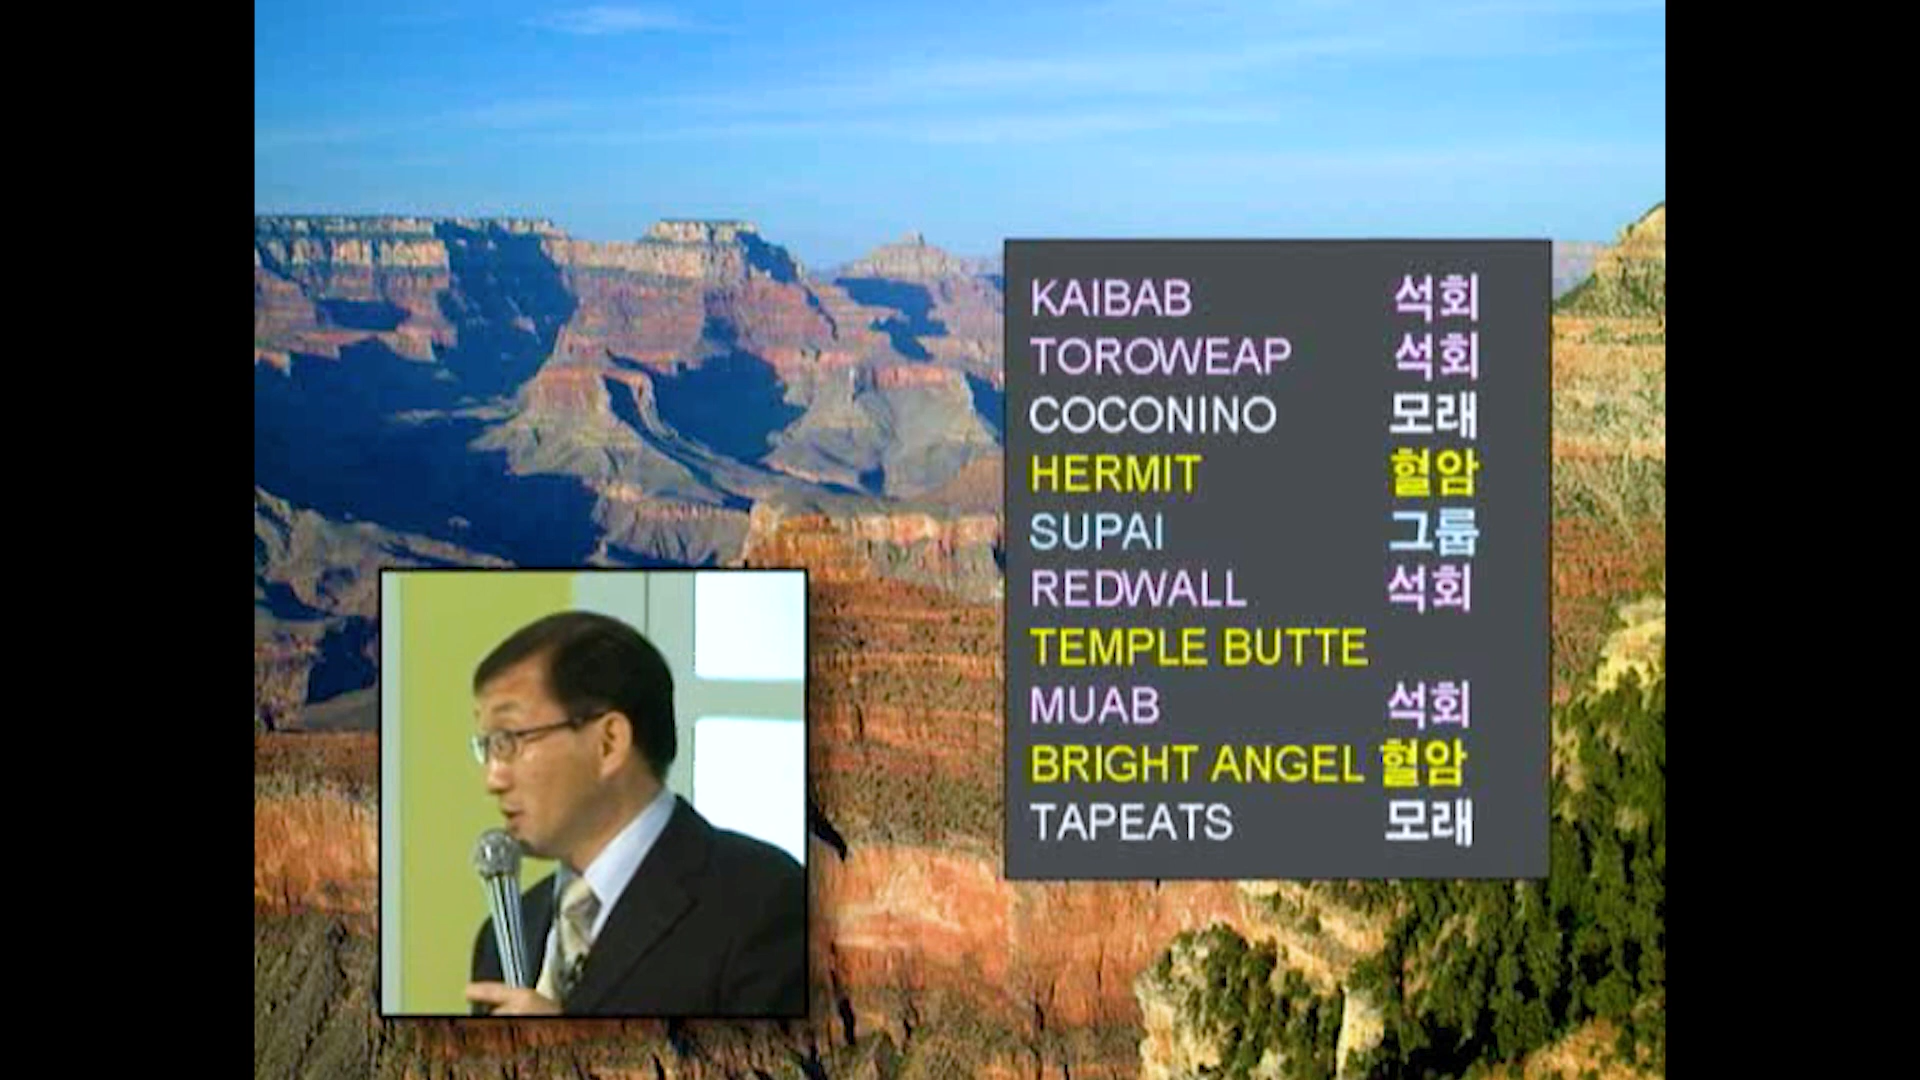 KAIBAB 석회
TOROWEAP 석회
COCONINO 모래
HERMIT 혈암
SUPAI 그룹
REDWALL 석회
TEMPLE BUTTE
MUAB 석회
BRIGHT ANGEL 혈암
TAPEATS 모래